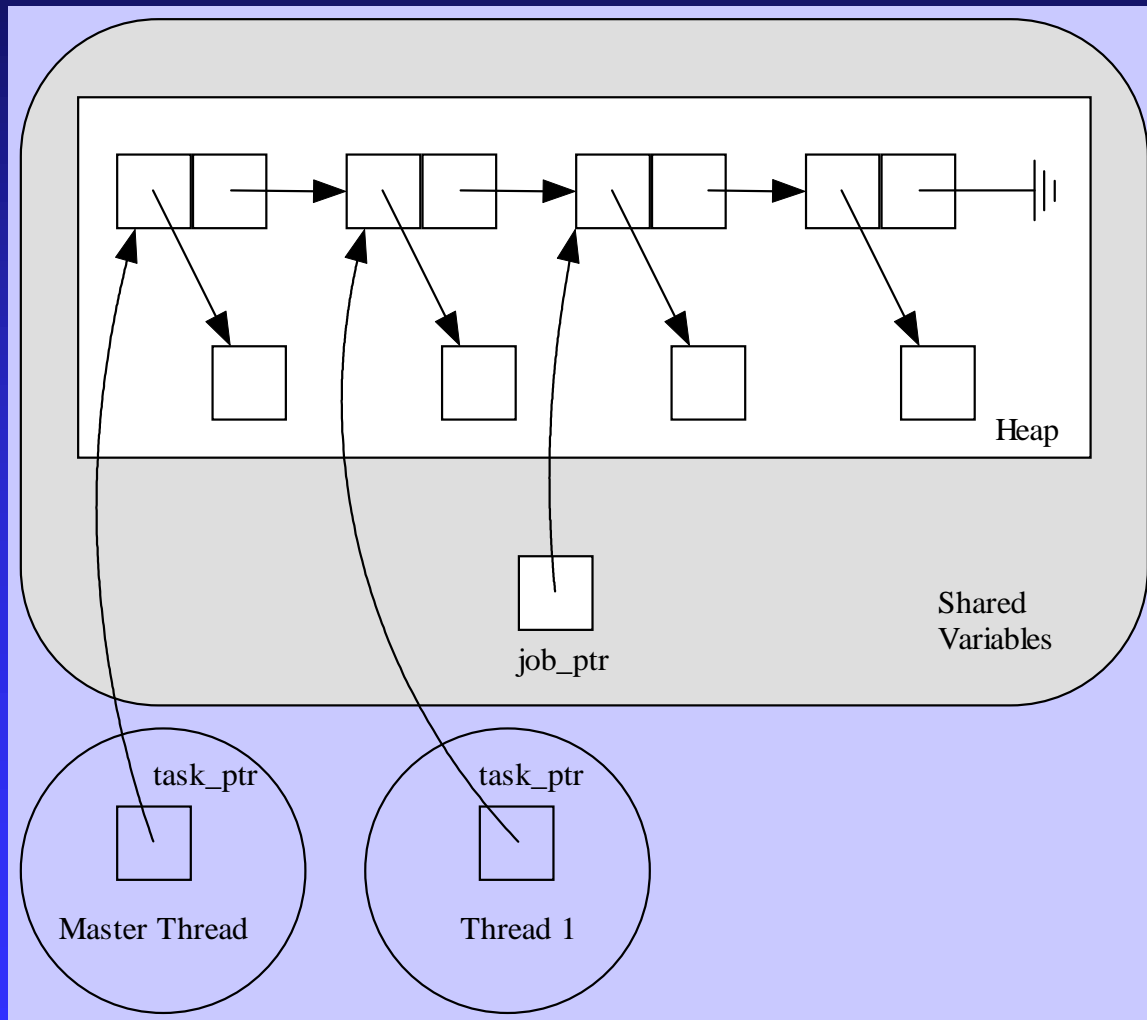 Heap
Shared
Variables
job_ptr
task_ptr
task_ptr
Master Thread
Thread 1